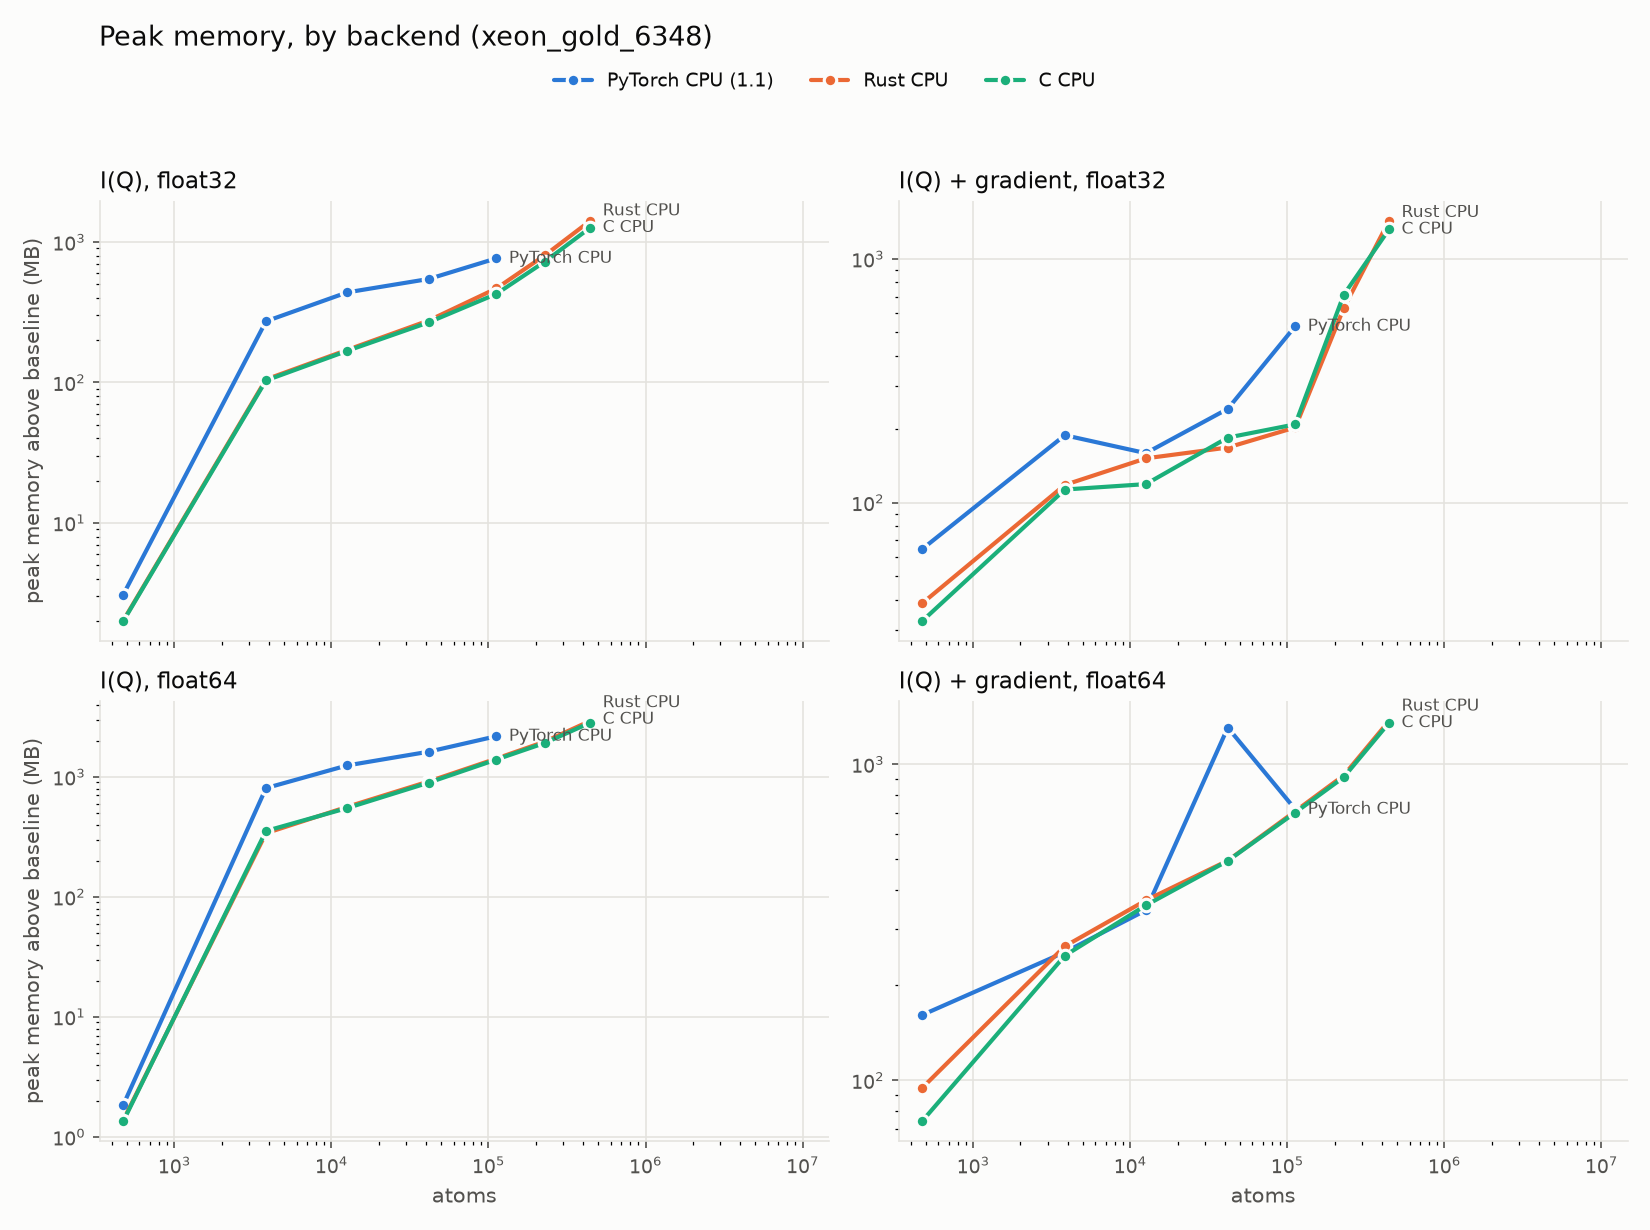 Peak memory, by backend (xeon_gold_6348)
PyTorch CPU (1.1)
Rust CPU
C CPU
I(Q), float32
peak memory above baseline (MB)
10³
10²
10¹
Rust CPU
C CPU
PyTorch CPU
I(Q) + gradient, float32
10³
10²
Rust CPU
C CPU
PyTorch CPU
I(Q), float64
peak memory above baseline (MB)
10³
10²
10¹
10⁰
Rust CPU
C CPU
PyTorch CPU
10³ 10⁴ 10⁵ 10⁶ 10⁷
atoms
I(Q) + gradient, float64
10³
10²
Rust CPU
C CPU
PyTorch CPU
10³ 10⁴ 10⁵ 10⁶ 10⁷
atoms